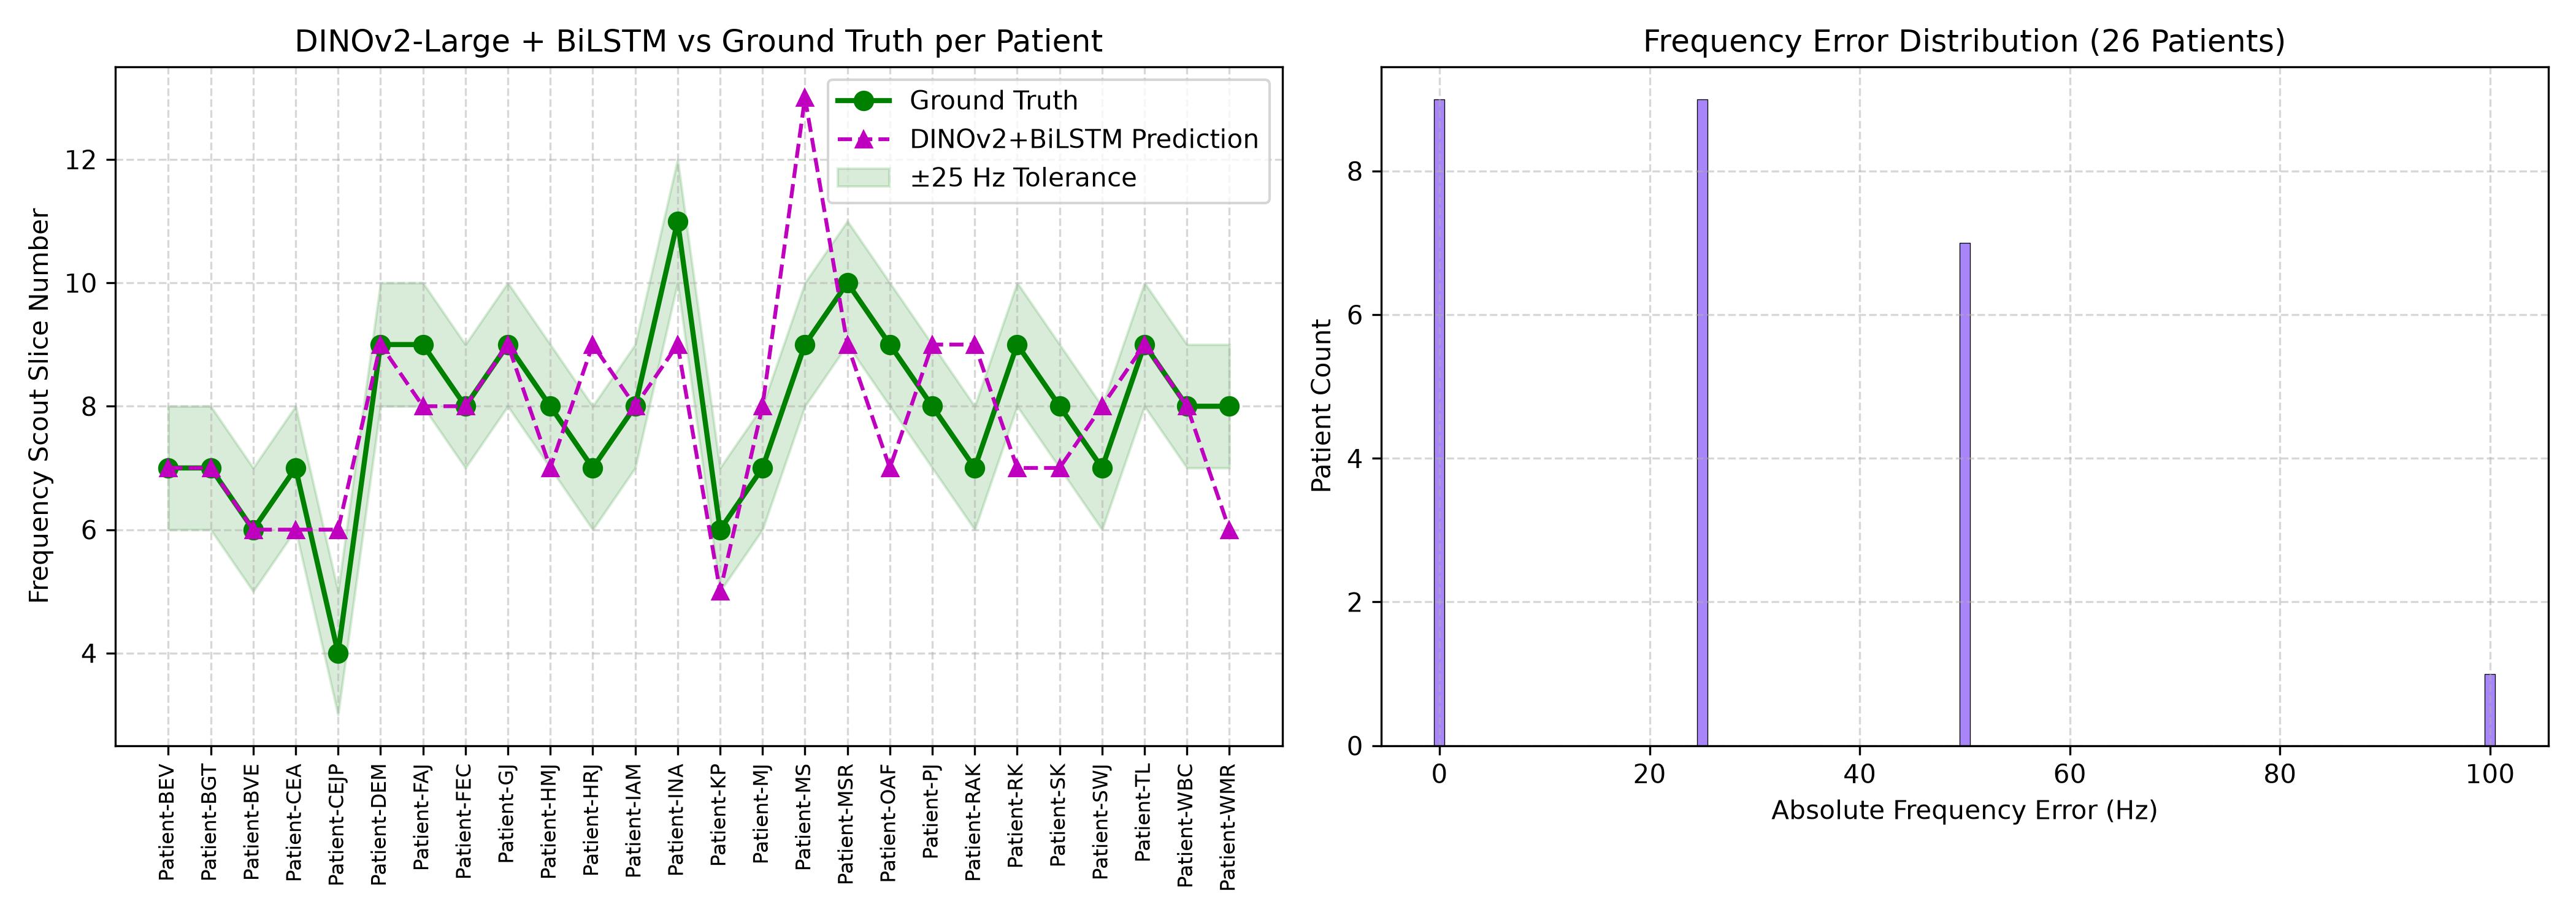 DINOv2-Large + BiLSTM vs Ground Truth per Patient
Frequency Scout Slice Number
12
10
8
6
4
Ground Truth
DINOv2+BiLSTM Prediction
±25 Hz Tolerance
Patient-BEV
Patient-BGT
Patient-BVE
Patient-CEA
Patient-CEJP
Patient-DEM
Patient-FAJ
Patient-FEC
Patient-GJ
Patient-HMJ
Patient-HRJ
Patient-IAM
Patient-INA
Patient-KP
Patient-MJ
Patient-MS
Patient-MSR
Patient-OAF
Patient-PJ
Patient-RAK
Patient-RK
Patient-SK
Patient-SWJ
Patient-TL
Patient-WBC
Patient-WMR
Frequency Error Distribution (26 Patients)
Patient Count
8
6
4
2
0
0 20 40 60 80 100
Absolute Frequency Error (Hz)